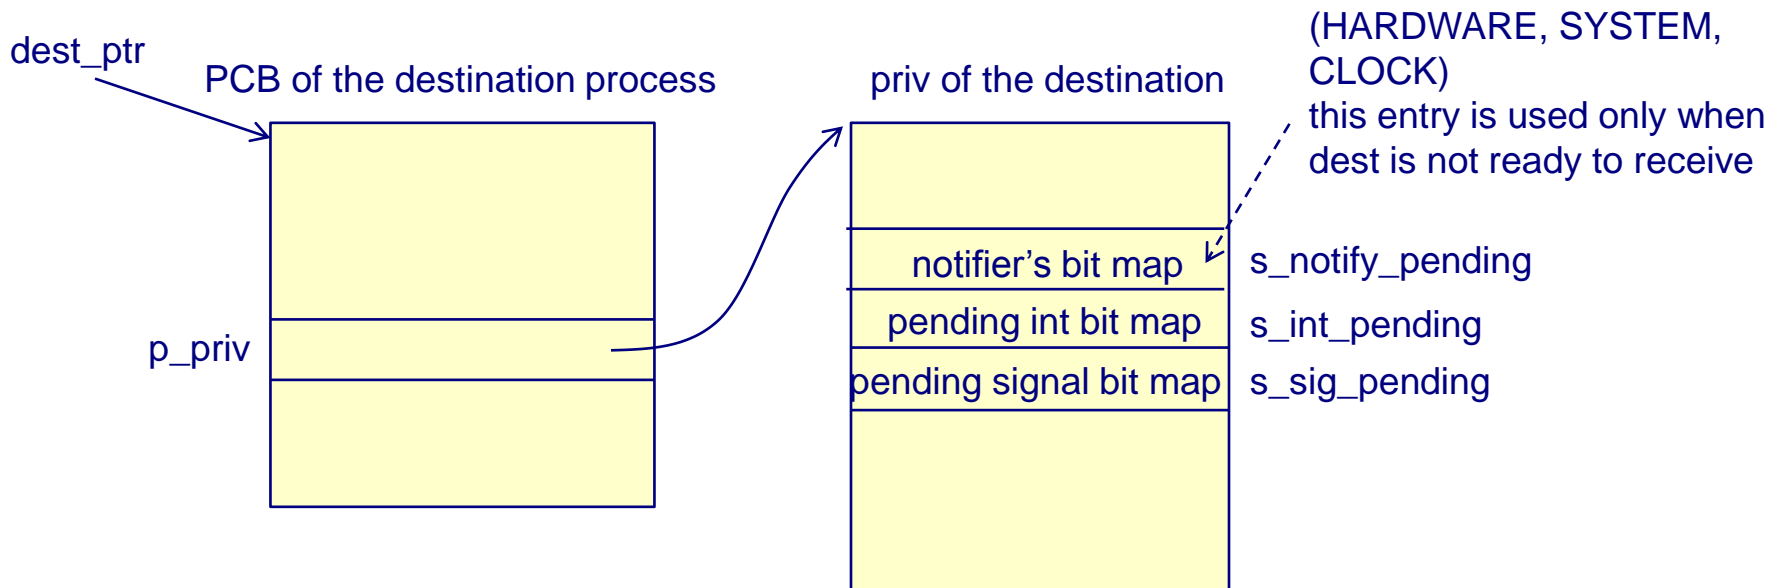 dest_ptr
PCB of the destination process
p_priv
priv of the destination
(HARDWARE, SYSTEM,
CLOCK)
this entry is used only when
dest is not ready to receive
notifier’s bit map
s_notify_pending
pending int bit map
s_int_pending
pending signal bit map
s_sig_pending